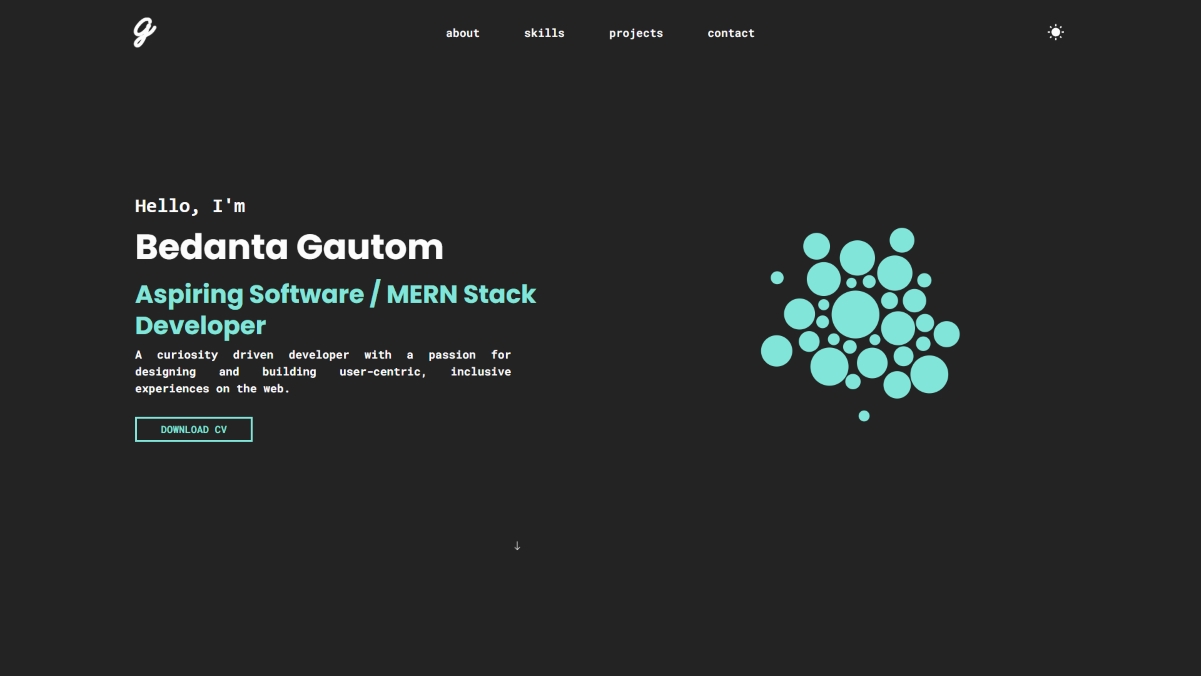 g
about skills projects contact
Hello, I'm
Bedanta Gautom
Aspiring Software / MERN Stack
Developer
A curiosity driven developer with a passion for
designing and building user-centric, inclusive
experiences on the web.
DOWNLOAD CV
↓